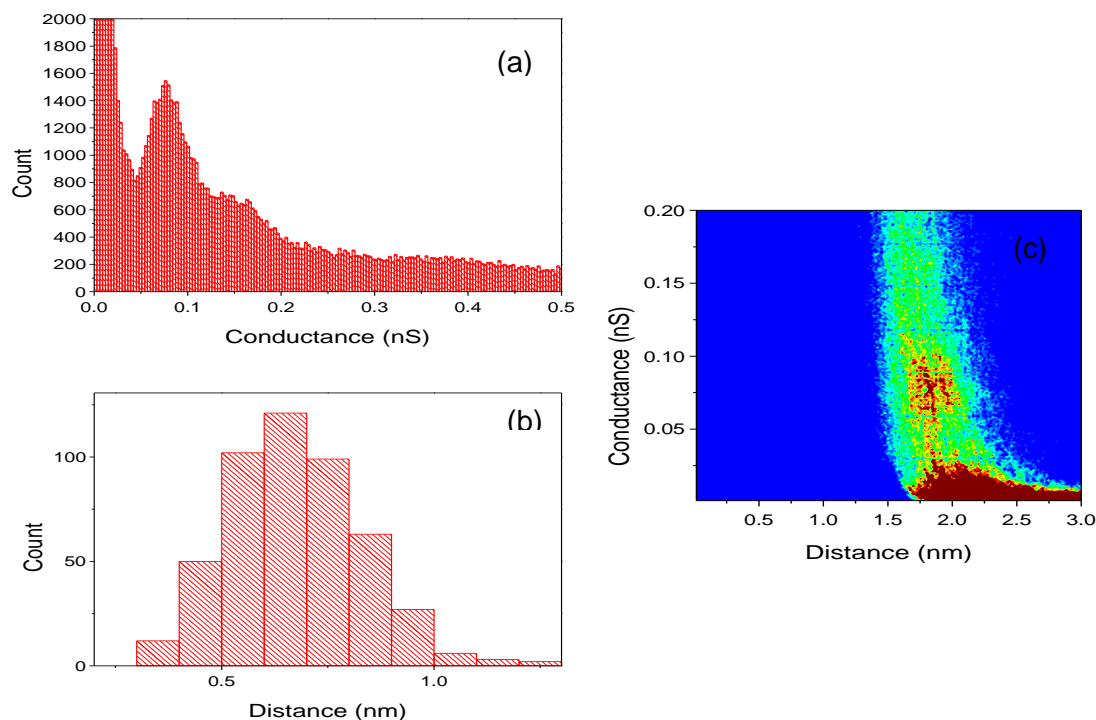 (a)
2000
1800
1600
1400
1200
1000
800
600
400
200
0
Count
0.0 0.1 0.2 0.3 0.4 0.5
Conductance (nS)
(b)
100
50
0
Count
0.5 1.0
Distance (nm)
(c)
0.20
0.15
0.10
0.05
Conductance (nS)
0.5 1.0 1.5 2.0 2.5 3.0
Distance (nm)